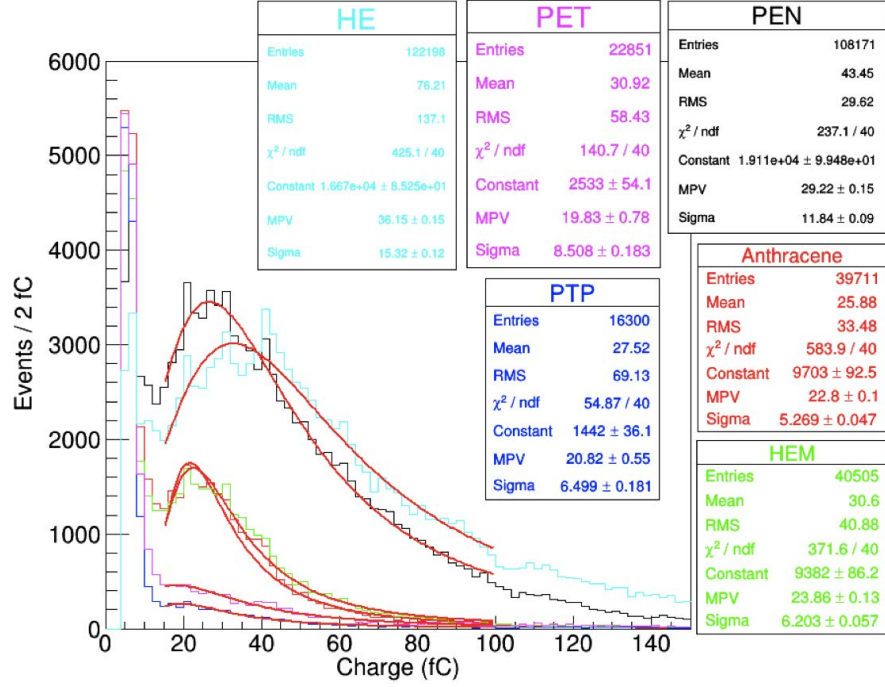 HE
Entries 122198
Mean 76.21
RMS 137.1
χ² / ndf 425.1 / 40
Constant 1.667e+04 ± 8.525e+01
MPV 36.15 ± 0.15
Sigma 15.32 ± 0.12
PET
Entries 22851
Mean 30.92
RMS 58.43
χ² / ndf 140.7 / 40
Constant 2533 ± 54.1
MPV 19.83 ± 0.78
Sigma 8.508 ± 0.183
PEN
Entries 108171
Mean 43.45
RMS 29.62
χ² / ndf 237.1 / 40
Constant 1.911e+04 ± 9.948e+01
MPV 29.22 ± 0.15
Sigma 11.84 ± 0.09
PTP
Entries 16300
Mean 27.52
RMS 69.13
χ² / ndf 54.87 / 40
Constant 1442 ± 36.1
MPV 20.82 ± 0.55
Sigma 6.499 ± 0.181
Anthracene
Entries 39711
Mean 25.88
RMS 33.48
χ² / ndf 583.9 / 40
Constant 9703 ± 92.5
MPV 22.8 ± 0.1
Sigma 5.269 ± 0.047
HEM
Entries 40505
Mean 30.6
RMS 40.88
χ² / ndf 371.6 / 40
Constant 9382 ± 86.2
MPV 23.86 ± 0.13
Sigma 6.203 ± 0.057
Events / 2 fC
6000
5000
4000
3000
2000
1000
0
0 20 40 60 80 100 120 140
Charge (fC)